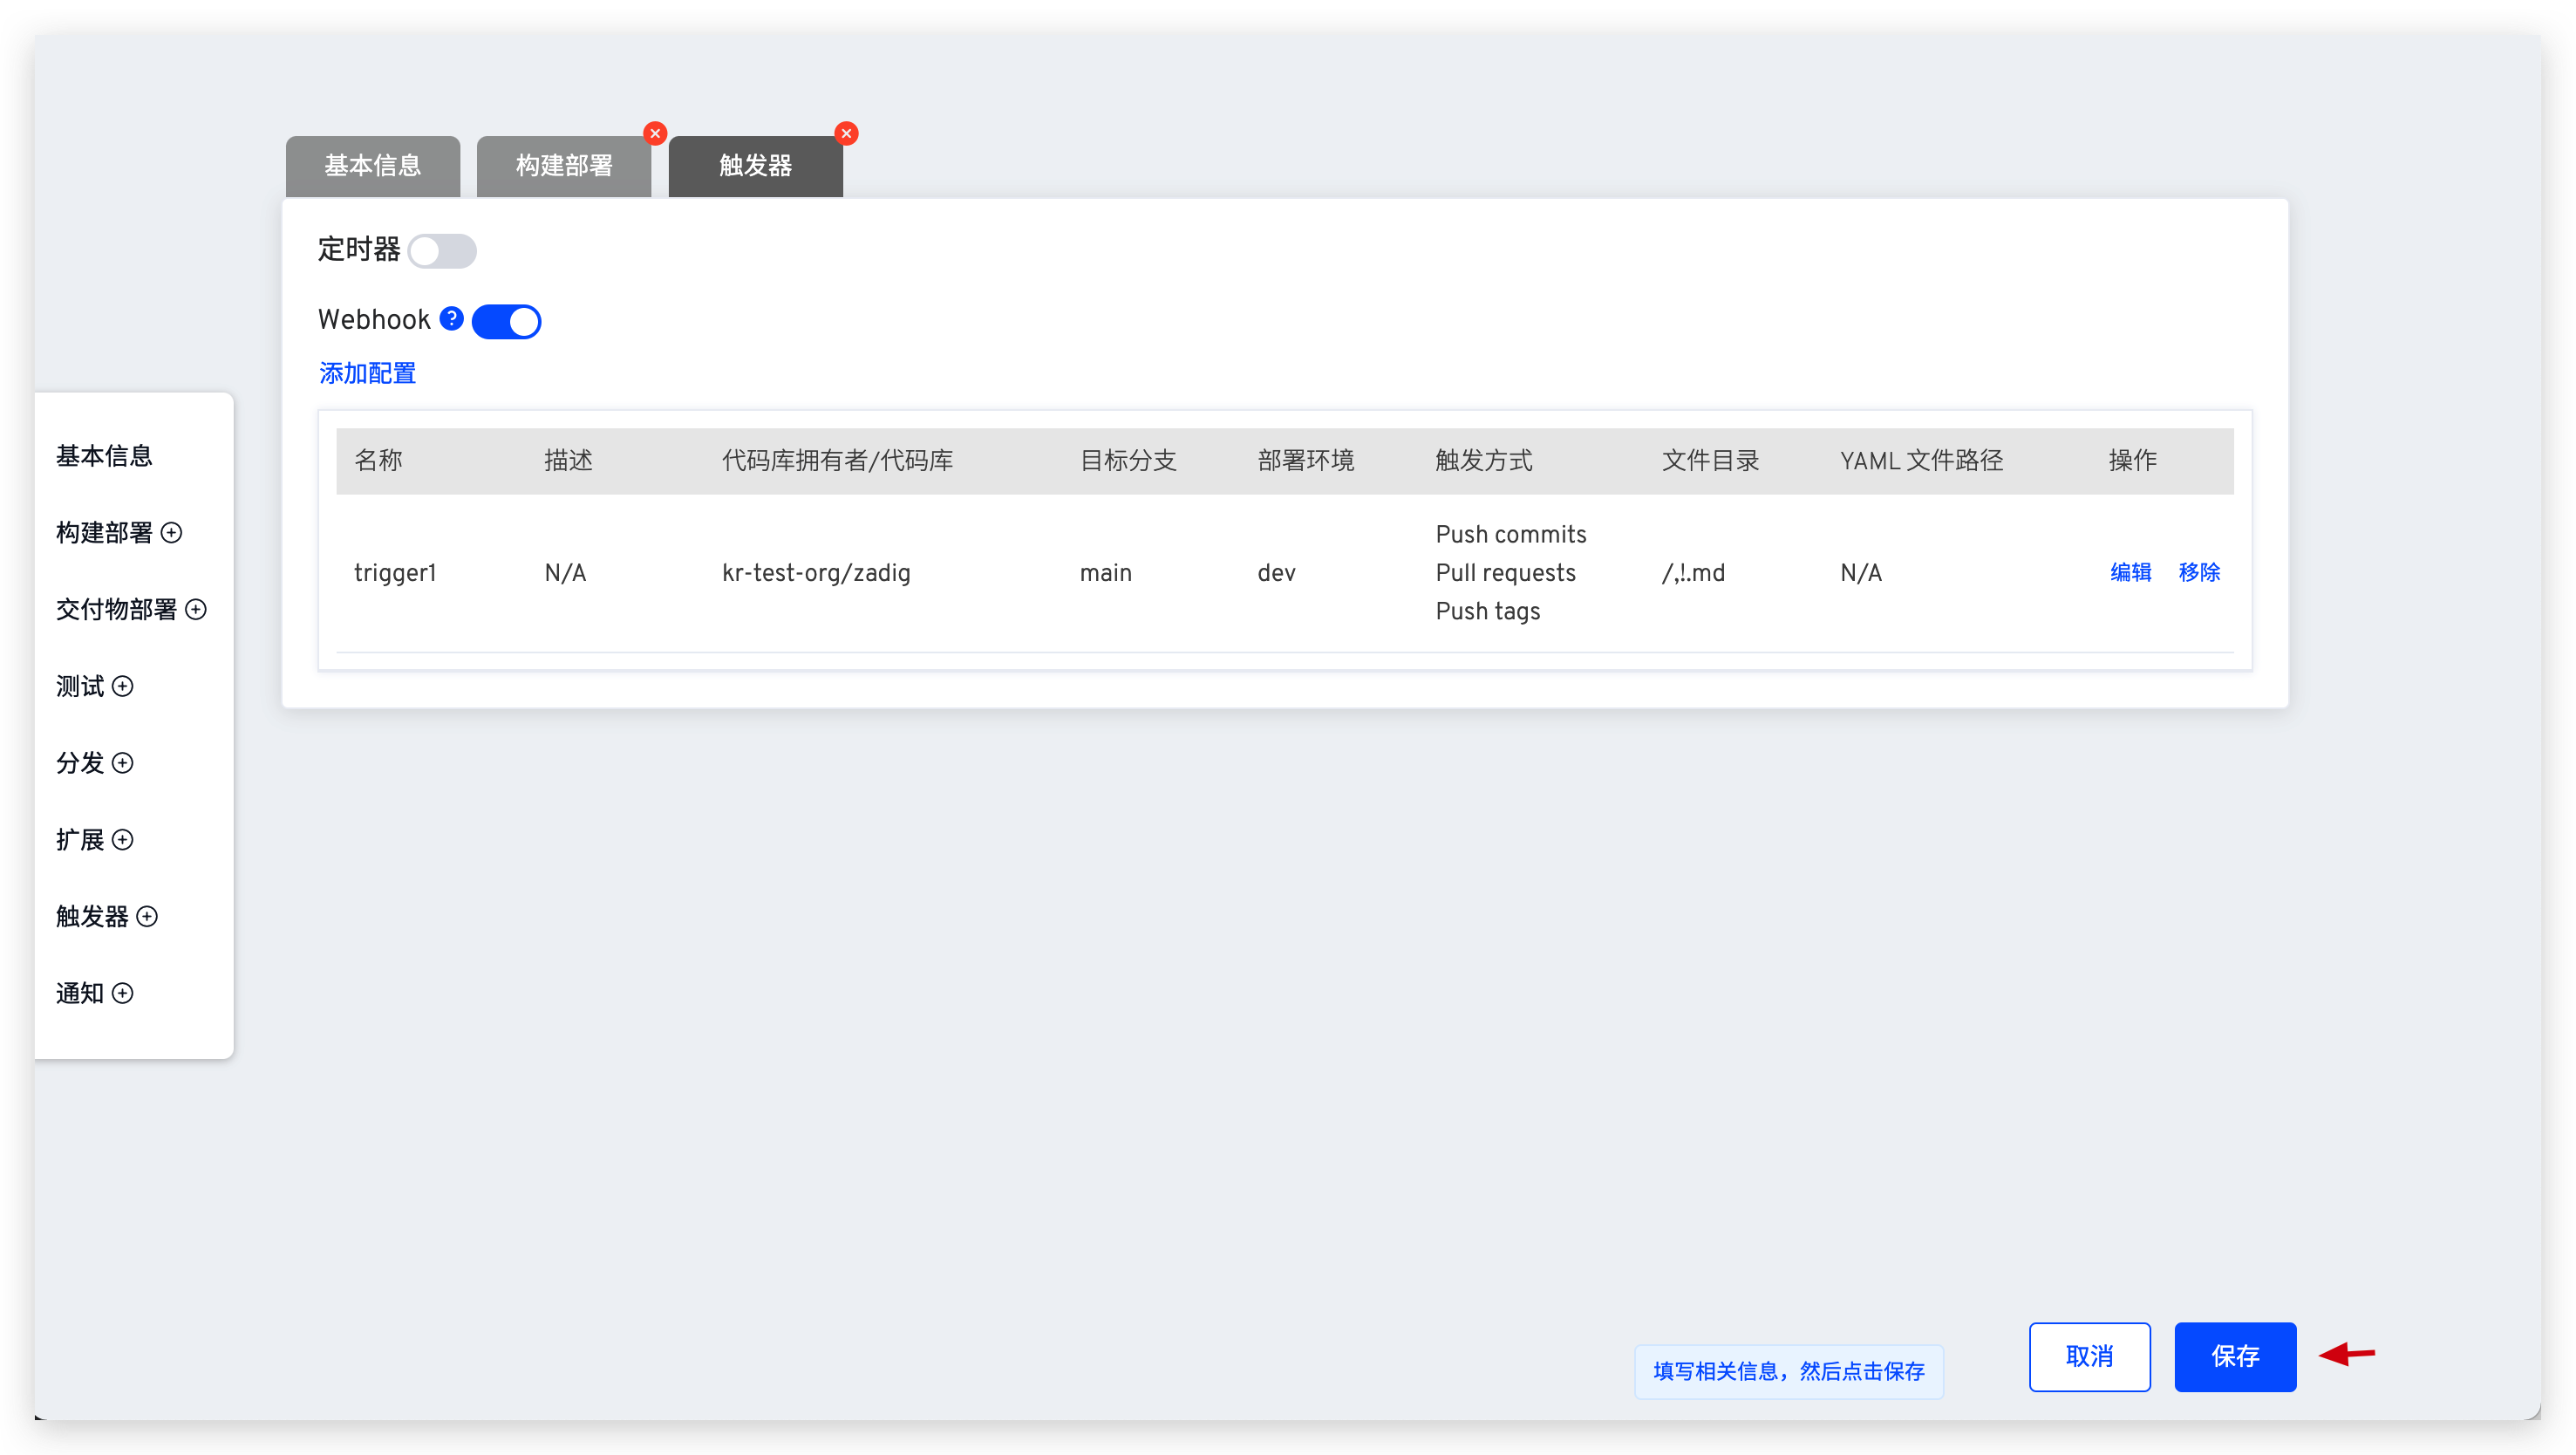 基本信息 构建部署 触发器
定时器
Webhook ?
添加配置
名称 描述 代码库拥有者/代码库 目标分支 部署环境 触发方式 文件目录 YAML 文件路径 操作
trigger1 N/A kr-test-org/zadig main dev Push commits Pull requests Push tags /,!.md N/A 编辑 移除
基本信息
构建部署
交付物部署
测试
分发
扩展
触发器
通知
填写相关信息，然后点击保存
取消 保存